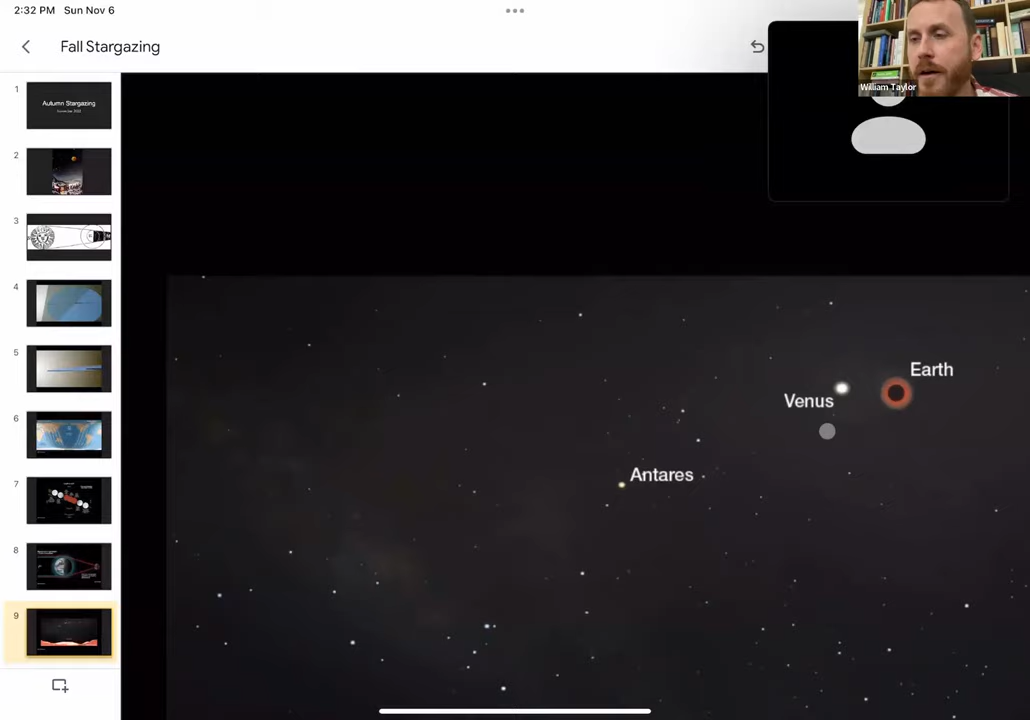 2:32 PM Sun Nov 6
Fall Stargazing
William Taylor
1
Autumn Stargazing
2
3
4
5
6
7
8
9
Earth
Venus
Antares